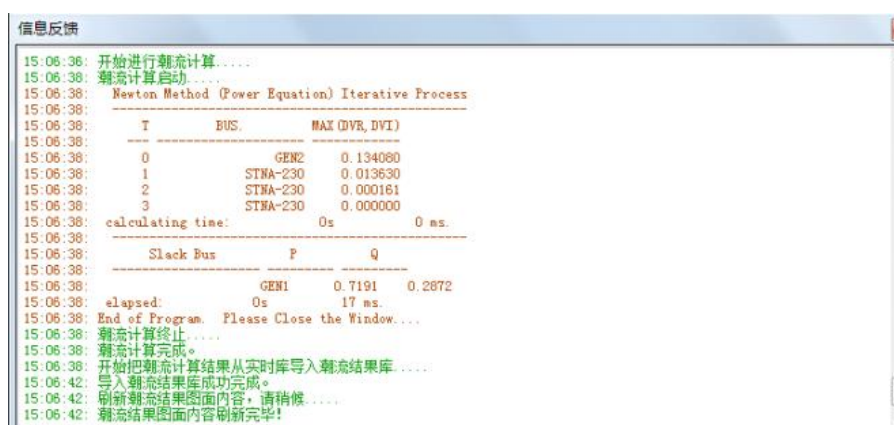 信息反馈
15:06:36: 开始进行潮流计算.....
15:06:38: 潮流计算启动.....
15:06:38: Newton Method (Power Equation) Iterative Process
15:06:38: --------------------------------------------------
15:06:38: T BUS. MAX(DVR,DVI)
15:06:38: --- -------------------- ------------
15:06:38: 0 GEN2 0.134080
15:06:38: 1 STNA-230 0.013630
15:06:38: 2 STNA-230 0.000161
15:06:38: 3 STNA-230 0.000000
15:06:38: calculating time: 0s 0 ms.
15:06:38: --------------------------------------------------
15:06:38: Slack Bus P Q
15:06:38: -------------------- --------- ---------
15:06:38: GEN1 0.7191 0.2872
15:06:38: elapsed: 0s 17 ms.
15:06:38: End of Program. Please Close the Window....
15:06:38: 潮流计算终止.....
15:06:38: 潮流计算完成。
15:06:38: 开始把潮流计算结果从实时库导入潮流结果库.....
15:06:42: 导入潮流结果库成功完成。
15:06:42: 刷新潮流结果图面内容，请稍候.....
15:06:42: 潮流结果图面内容刷新完毕!